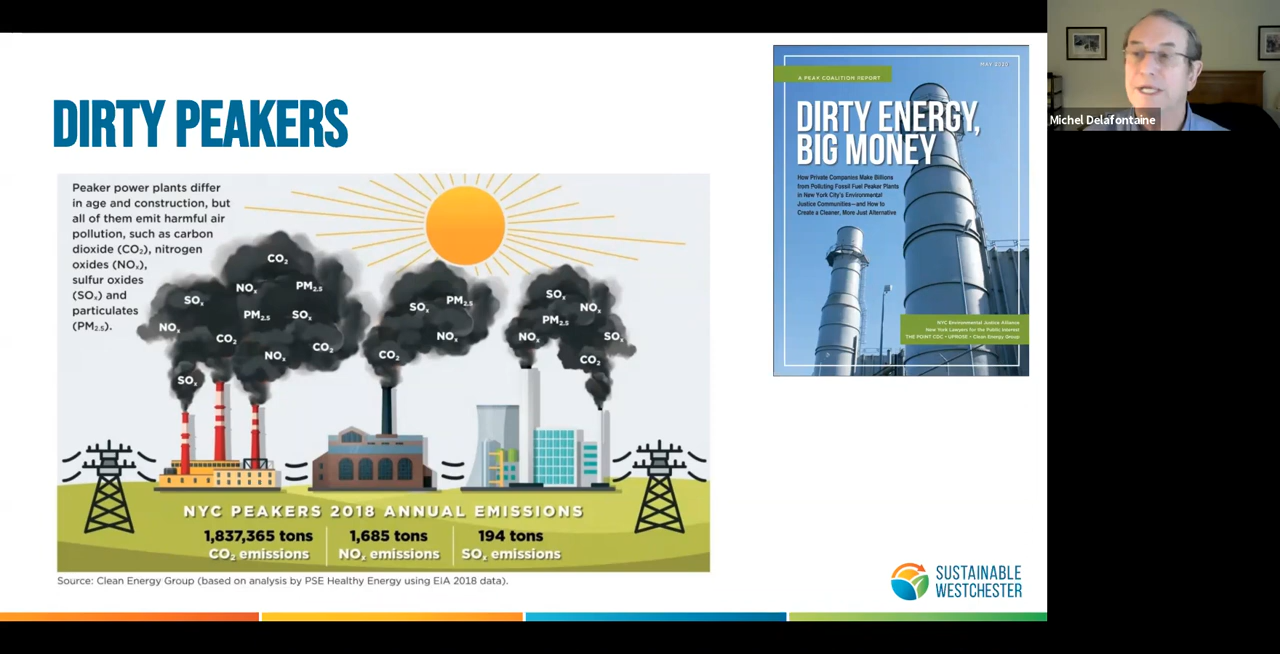 DIRTY PEAKERS
Peaker power plants differ
in age and construction, but
all of them emit harmful air
pollution, such as carbon
dioxide (CO₂), nitrogen
oxides (NOₓ),
sulfur oxides
(SOₓ) and
particulates
(PM₂.₅).
CO₂
NOₓ
PM₂.₅
SOₓ
PM₂.₅
SOₓ
NOₓ
CO₂
NOₓ
CO₂
SOₓ
SOₓ
PM₂.₅
NOₓ
CO₂
SOₓ
NOₓ
PM₂.₅
NOₓ
SOₓ
CO₂
NYC PEAKERS 2018 ANNUAL EMISSIONS
1,837,365 tons
CO₂ emissions
1,685 tons
NOₓ emissions
194 tons
SOₓ emissions
Source: Clean Energy Group (based on analysis by PSE Healthy Energy using EIA 2018 data).
MAY 2020
A PEAK COALITION REPORT
DIRTY ENERGY,
BIG MONEY
How Private Companies Make Billions
from Polluting Fossil Fuel Peaker Plants
in New York City's Environmental
Justice Communities—and How to
Create a Cleaner, More Just Alternative
NYC Environmental Justice Alliance
New York Lawyers for the Public Interest
THE POINT CDC • UPROSE • Clean Energy Group
SUSTAINABLE
WESTCHESTER
Michel Delafontaine